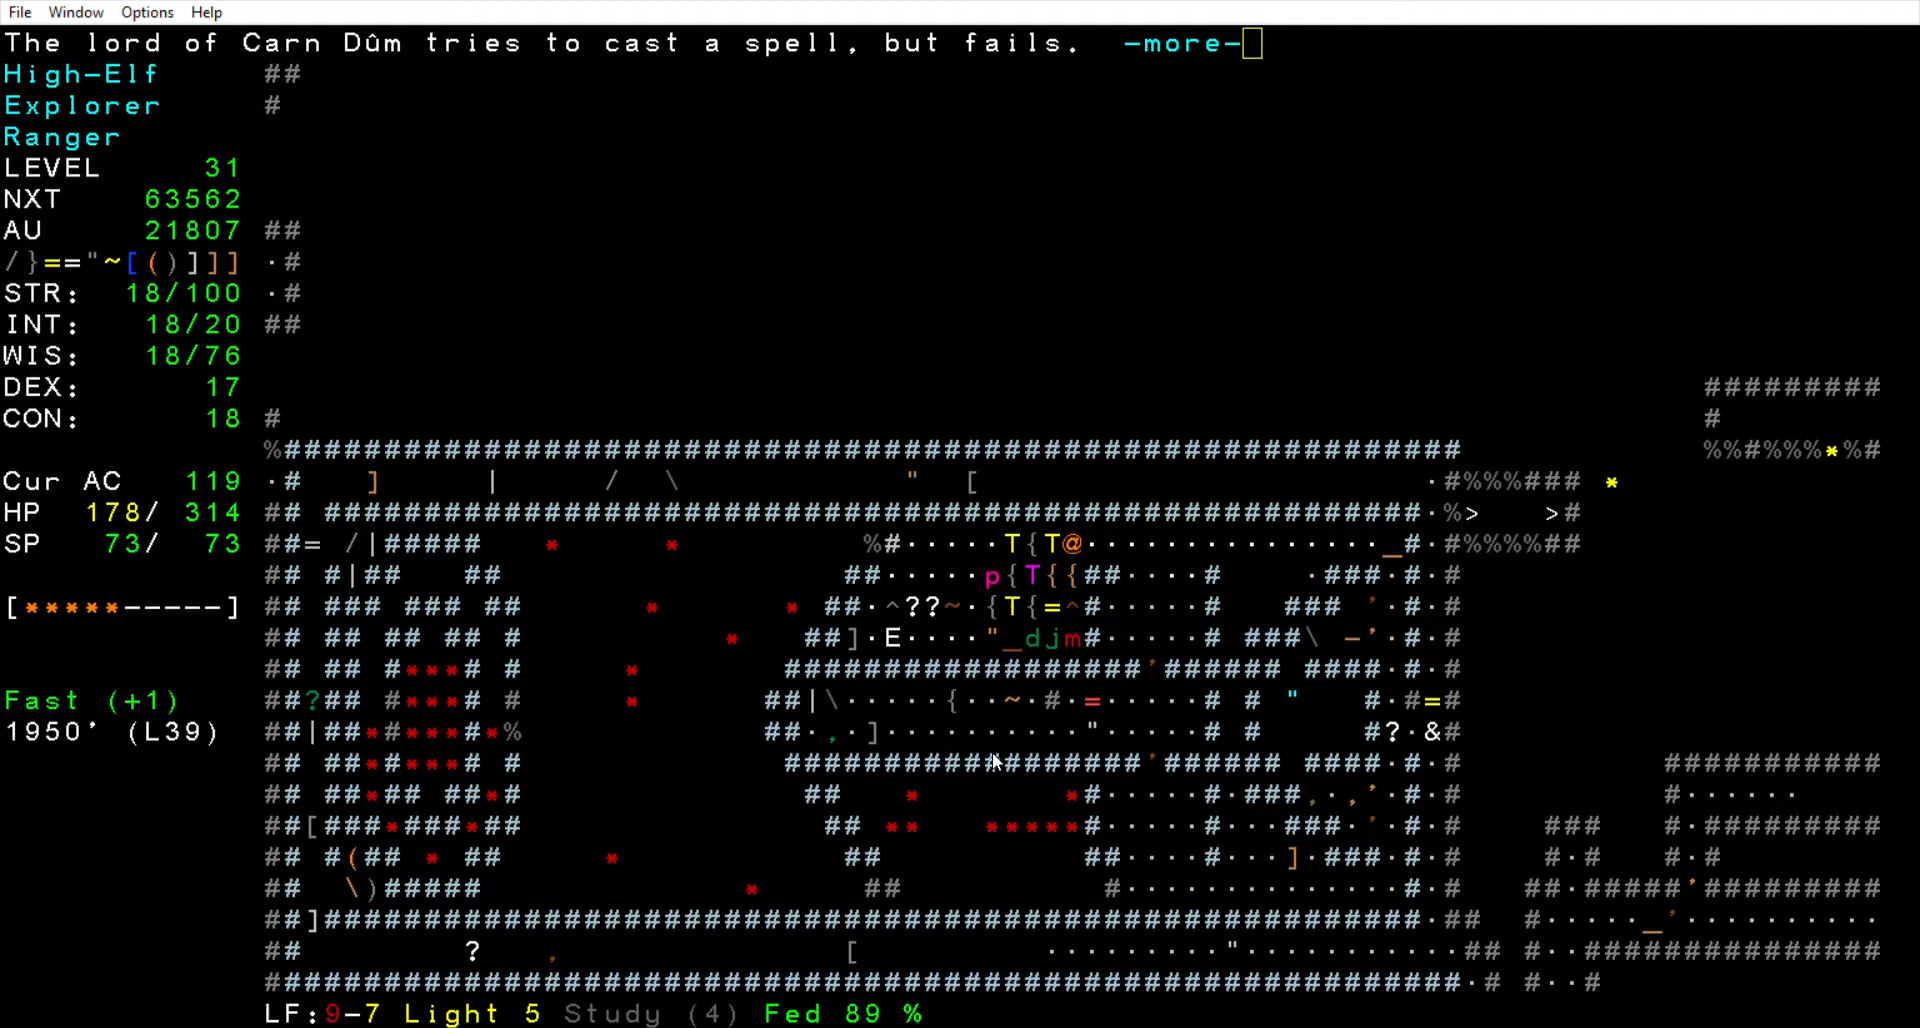 File Window Options Help
The lord of Carn Dûm tries to cast a spell, but fails. -more-
High-Elf ##
Explorer #
Ranger
LEVEL 31
NXT 63562
AU 21807 ##
/}=="~[()]]] ·#
STR: 18/100 ·#
INT: 18/20 ##
WIS: 18/76
DEX: 17 #########
CON: 18 # #
%########################################################### %%#%%%*%#
Cur AC 119 ·# ] | / \ " [ ·#%%%### *
HP 178/ 314 ## #######################################################·%> >#
SP 73/ 73 ##= /|##### * * %#·····T{T@···············_#·#%%%%##
## #|## ## ##·····p{T{{##····# ·###·#·#
[*****-----] ## ### ### ## * * ##·^??~·{T{=^#·····# ### '·#·#
## ## ## ## # * ##]·E····"_djm#·····# ###\ -'·#·#
## ## #***# # * ##################'###### ####·#·#
Fast (+1) ##?## #***# # * ##|\·····{··~·#·=·····# # " #·#=#
1950' (L39) ##|##*#***#*% ##·,·]··········"·····# # #?·&#
## ##*#***# # ##################'###### ####·#·# ###########
## ##*## ##*# ## * *#·····#·###,·,'·#·# #······
##[###*###*## ## ** *****#·····#···###·'·#·# ### #·#########
## #(## * ## * ## ##····#···]·###·#·# #·# #·#
## \)##### * ## #··············#·# ##·#####'#########
##]#######################################################·## #·····_'··········
## ? , [ ··········"··········## #··###############
############################################################·# #··#
LF:9-7 Light 5 Study (4) Fed 89 %